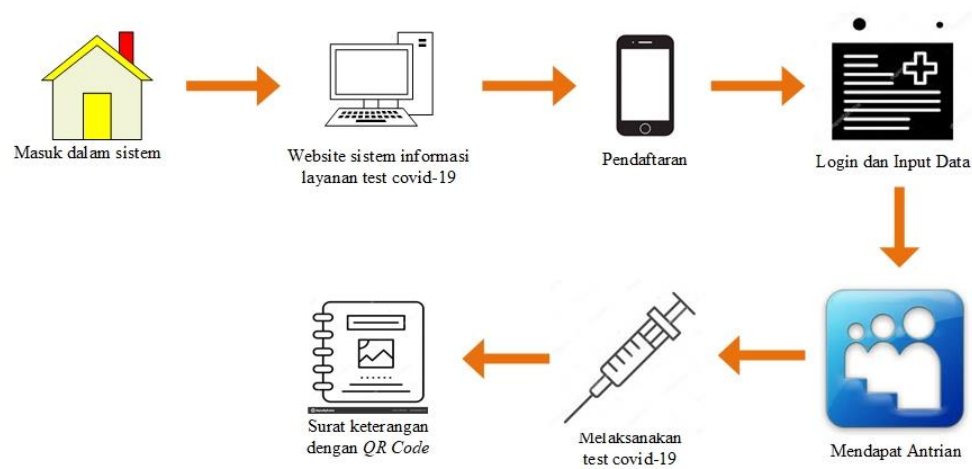 Masuk dalam sistem
Website sistem informasi
layanan test covid-19
Pendaftaran
Login dan Input Data
Mendapat Antrian
Melaksanakan
test covid-19
Surat keterangan
dengan QR Code